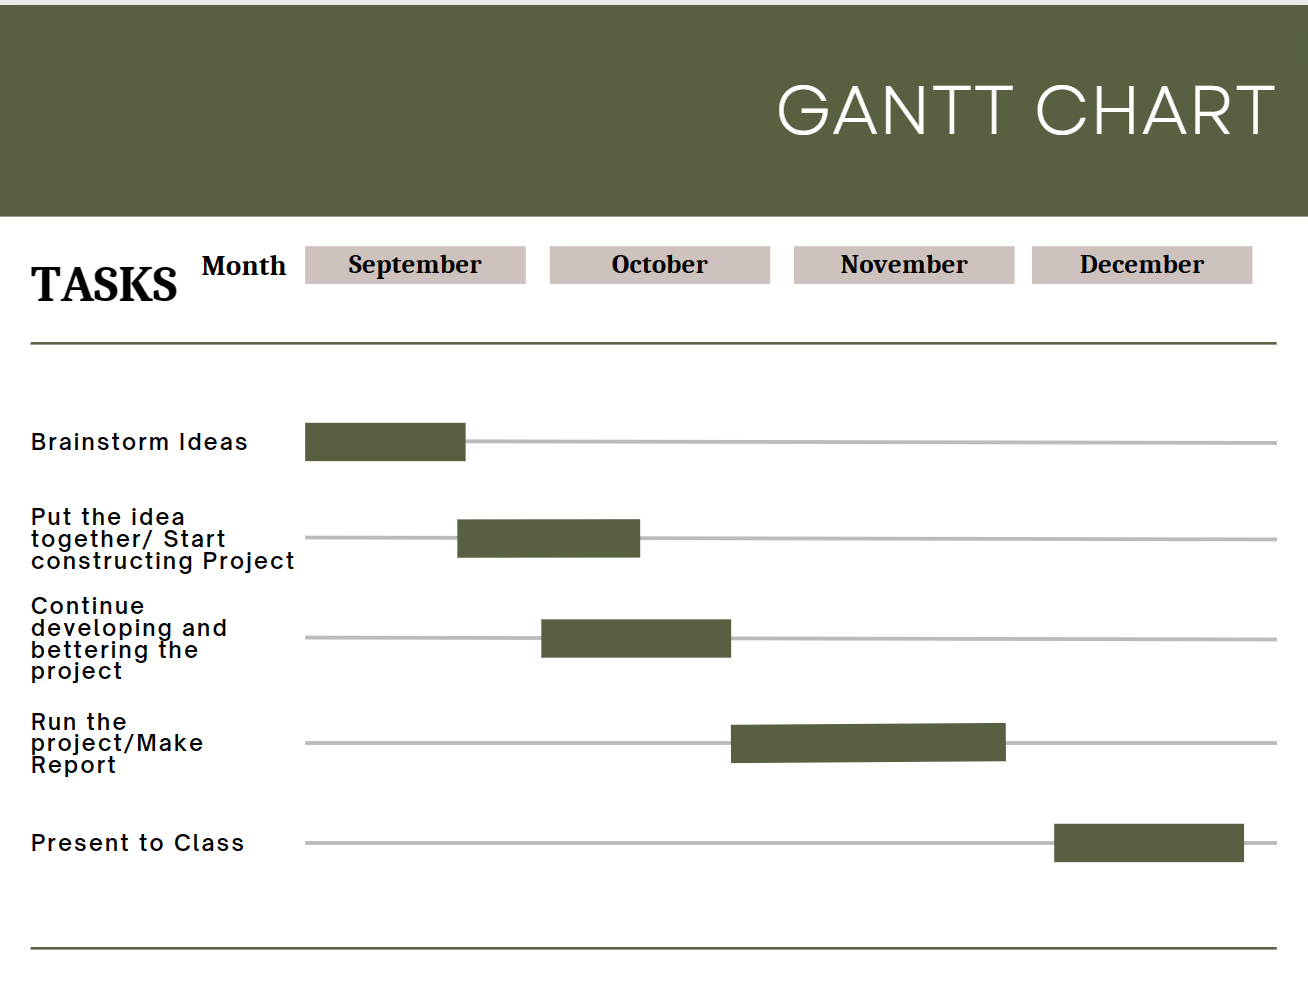 GANTT CHART
TASKS
Month
September
October
November
December
Brainstorm Ideas
Put the idea
together/ Start
constructing Project
Continue
developing and
bettering the
project
Run the
project/Make
Report
Present to Class